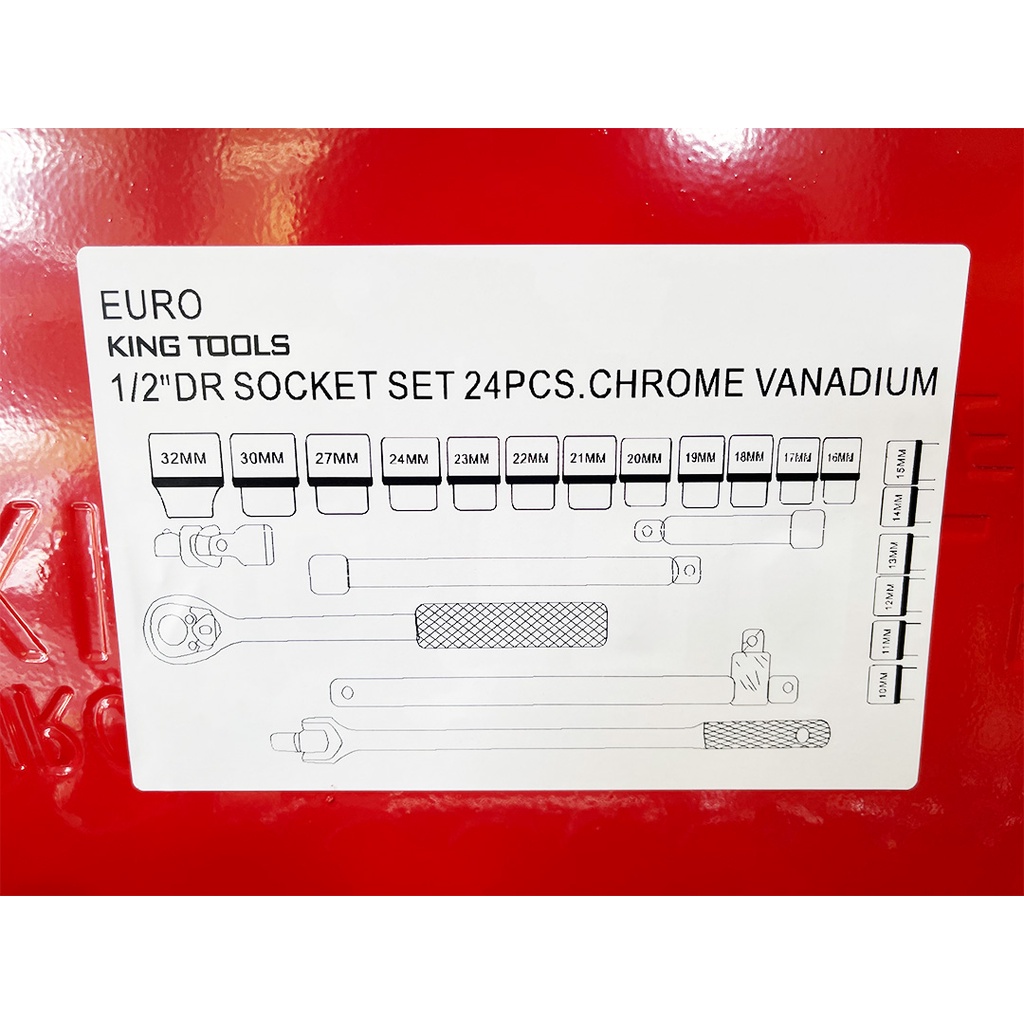 EURO
KING TOOLS
1/2"DR SOCKET SET 24PCS.CHROME VANADIUM
32MM 30MM 27MM 24MM 23MM 22MM 21MM 20MM 19MM 18MM 17MM 16MM
15MM
14MM
13MM
12MM
11MM
10MM
KI